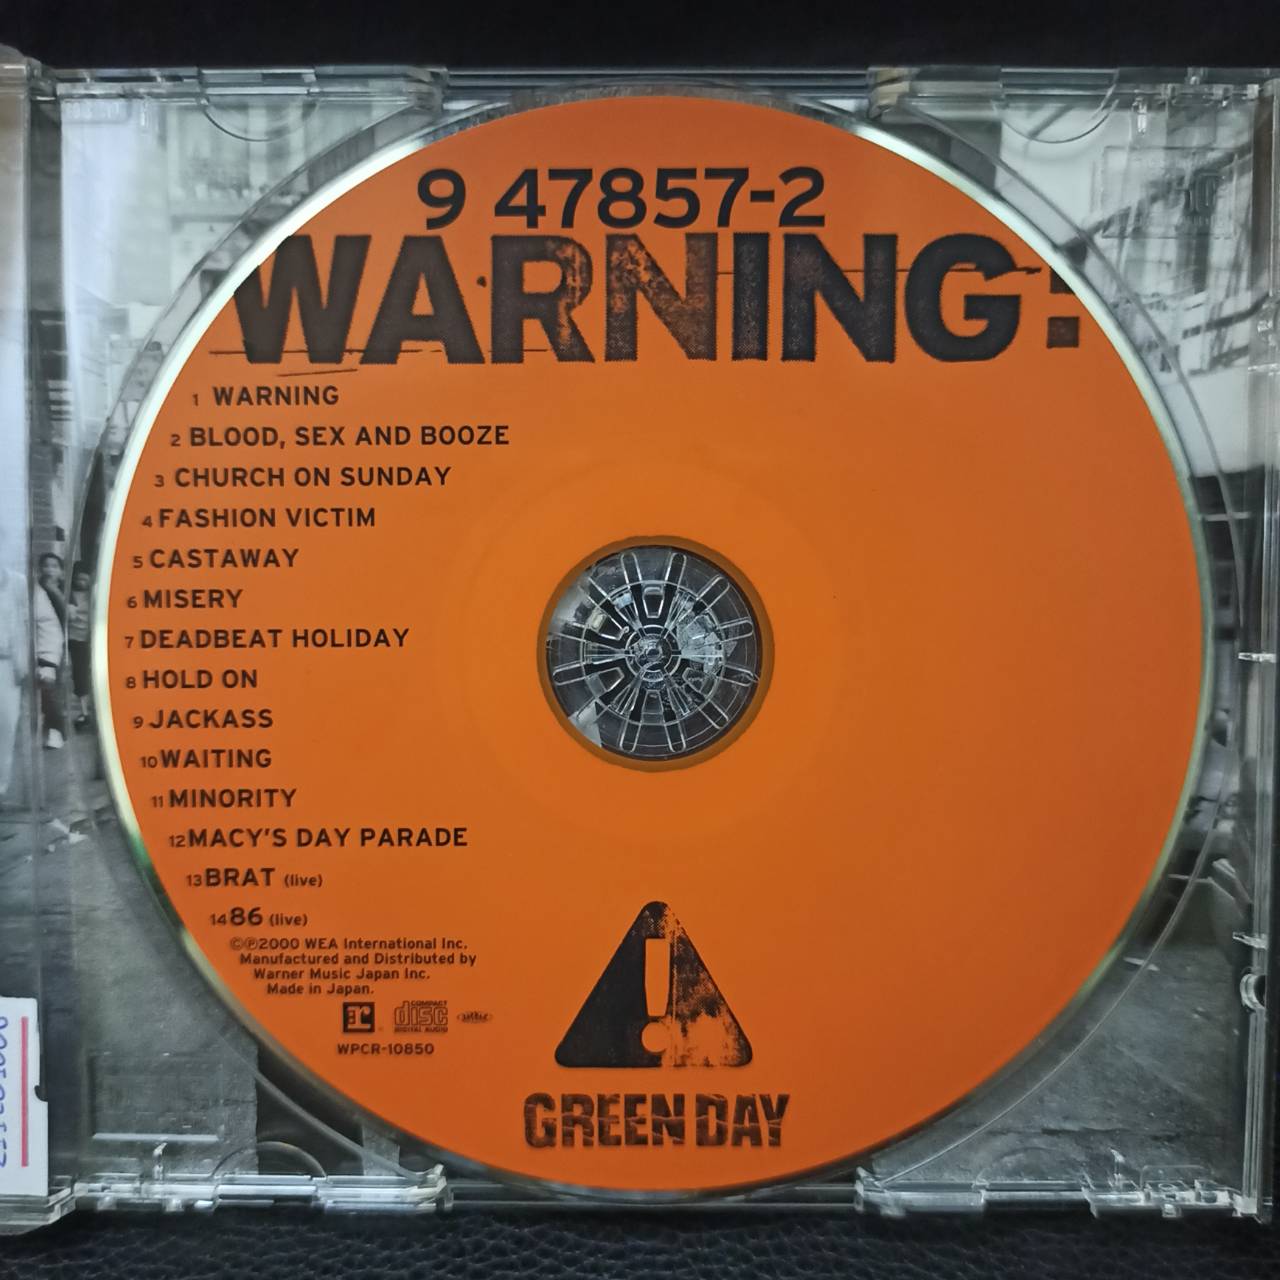 9 47857-2
WARNING:
1 WARNING
2 BLOOD, SEX AND BOOZE
3 CHURCH ON SUNDAY
4 FASHION VICTIM
5 CASTAWAY
6 MISERY
7 DEADBEAT HOLIDAY
8 HOLD ON
9 JACKASS
10 WAITING
11 MINORITY
12 MACY'S DAY PARADE
13 BRAT (live)
14 86 (live)
©℗2000 WEA International Inc.
Manufactured and Distributed by
Warner Music Japan Inc.
Made in Japan.
r COMPACT disc DIGITAL AUDIO
WPCR-10850
!
GREEN DAY